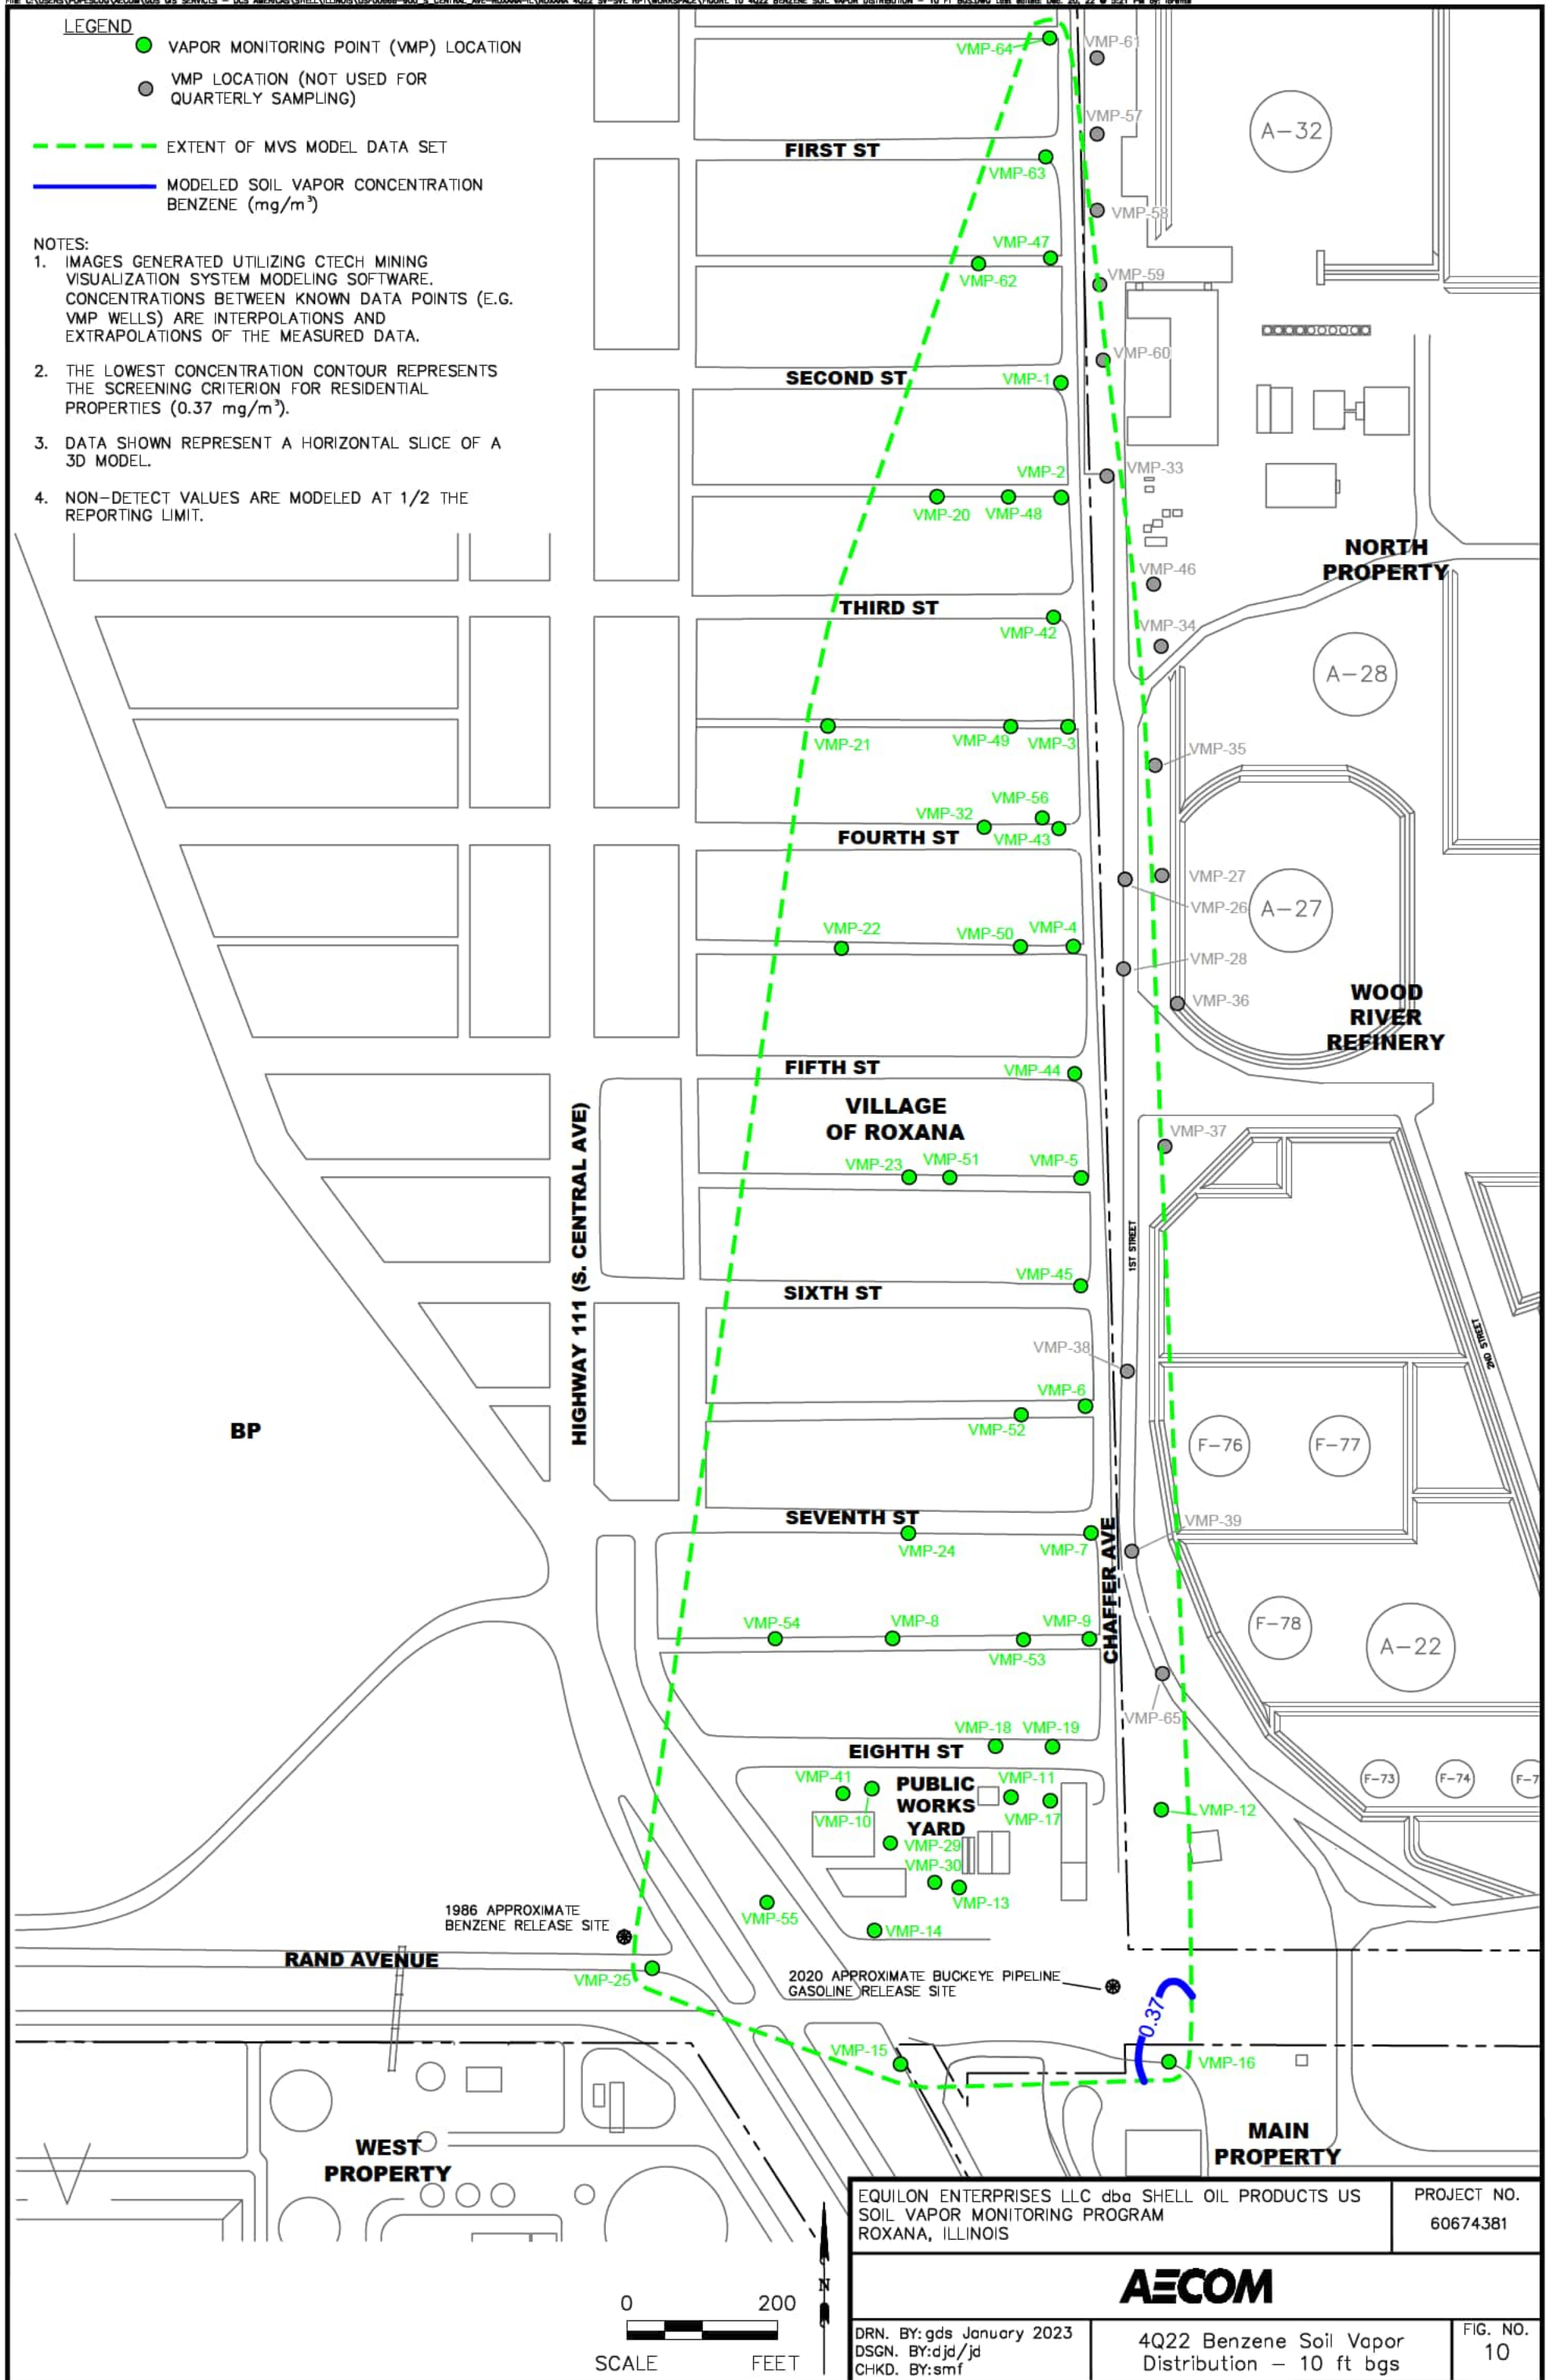 LEGEND
VAPOR MONITORING POINT (VMP) LOCATION
VMP LOCATION (NOT USED FOR
QUARTERLY SAMPLING)
EXTENT OF MVS MODEL DATA SET
MODELED SOIL VAPOR CONCENTRATION
BENZENE (mg/m³)
NOTES:
1. IMAGES GENERATED UTILIZING CTECH MINING
VISUALIZATION SYSTEM MODELING SOFTWARE.
CONCENTRATIONS BETWEEN KNOWN DATA POINTS (E.G.
VMP WELLS) ARE INTERPOLATIONS AND
EXTRAPOLATIONS OF THE MEASURED DATA.
2. THE LOWEST CONCENTRATION CONTOUR REPRESENTS
THE SCREENING CRITERION FOR RESIDENTIAL
PROPERTIES (0.37 mg/m³).
3. DATA SHOWN REPRESENT A HORIZONTAL SLICE OF A
3D MODEL.
4. NON-DETECT VALUES ARE MODELED AT 1/2 THE
REPORTING LIMIT.
VMP-64
VMP-61
VMP-57
A-32
FIRST ST
VMP-63
VMP-58
VMP-47
VMP-62
VMP-59
VMP-60
SECOND ST
VMP-1
VMP-2
VMP-33
VMP-20
VMP-48
NORTH
PROPERTY
VMP-46
THIRD ST
VMP-42
VMP-34
A-28
VMP-21
VMP-49
VMP-3
VMP-35
VMP-56
VMP-32
VMP-43
FOURTH ST
VMP-27
VMP-26
A-27
VMP-22
VMP-50
VMP-4
VMP-28
VMP-36
WOOD
RIVER
REFINERY
FIFTH ST
VMP-44
VILLAGE
OF ROXANA
VMP-37
VMP-23
VMP-51
VMP-5
1ST STREET
HIGHWAY 111 (S. CENTRAL AVE)
VMP-45
SIXTH ST
2ND STREET
VMP-38
VMP-6
VMP-52
BP
F-76
F-77
SEVENTH ST
VMP-24
VMP-7
VMP-39
CHAFFER AVE
VMP-54
VMP-8
VMP-9
VMP-53
F-78
A-22
VMP-65
VMP-18
VMP-19
EIGHTH ST
VMP-41
PUBLIC
WORKS
YARD
VMP-11
F-73
F-74
F-7
VMP-10
VMP-17
VMP-12
VMP-29
VMP-30
VMP-13
VMP-55
VMP-14
1986 APPROXIMATE
BENZENE RELEASE SITE
RAND AVENUE
VMP-25
2020 APPROXIMATE BUCKEYE PIPELINE
GASOLINE RELEASE SITE
0.37
VMP-15
VMP-16
WEST
PROPERTY
MAIN
PROPERTY
EQUILON ENTERPRISES LLC dba SHELL OIL PRODUCTS US
SOIL VAPOR MONITORING PROGRAM
ROXANA, ILLINOIS
PROJECT NO.
60674381
AECOM
N
0 200
SCALE FEET
DRN. BY: gds January 2023
DSGN. BY: djd/jd
CHKD. BY: smf
4Q22 Benzene Soil Vapor
Distribution - 10 ft bgs
FIG. NO.
10